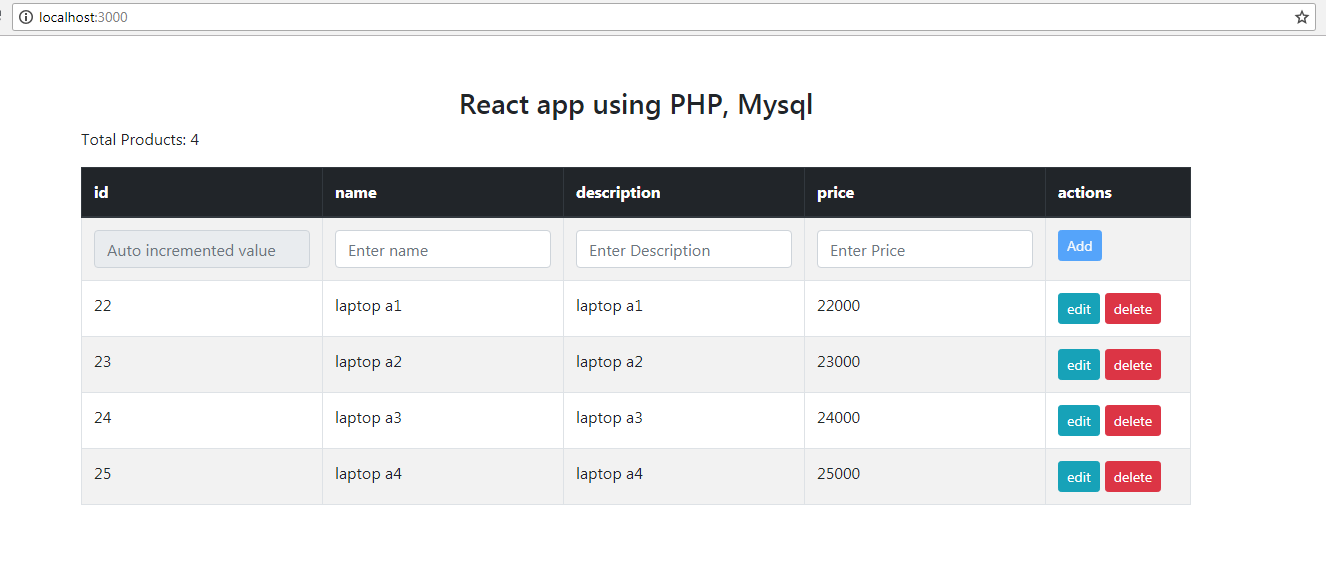 localhost:3000
React app using PHP, Mysql
Total Products: 4
id name description price actions
Auto incremented value Enter name Enter Description Enter Price Add
22 laptop a1 laptop a1 22000 edit delete
23 laptop a2 laptop a2 23000 edit delete
24 laptop a3 laptop a3 24000 edit delete
25 laptop a4 laptop a4 25000 edit delete